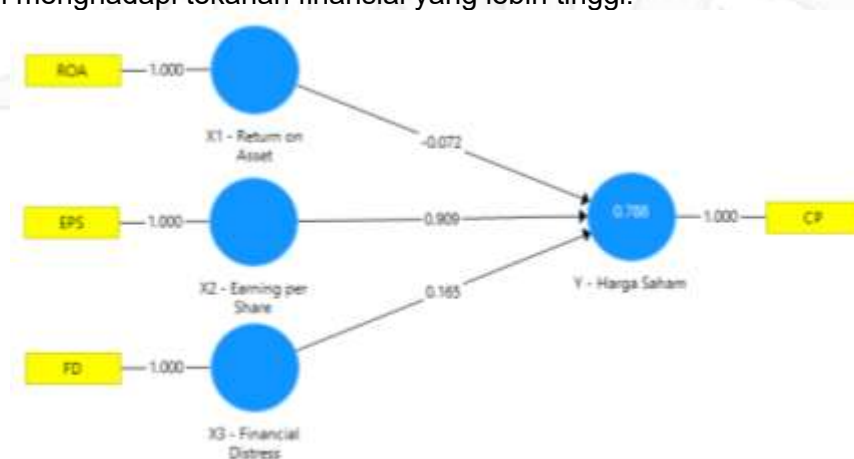 menghadapi tekanan finansial yang lebih tinggi.
ROA
1.000
X1 - Return on
Asset
-0.072
EPS
1.000
X2 - Earning per
Share
0.909
0.788
1.000
CP
Y - Harga Saham
0.165
FD
1.000
X3 - Financial
Distress